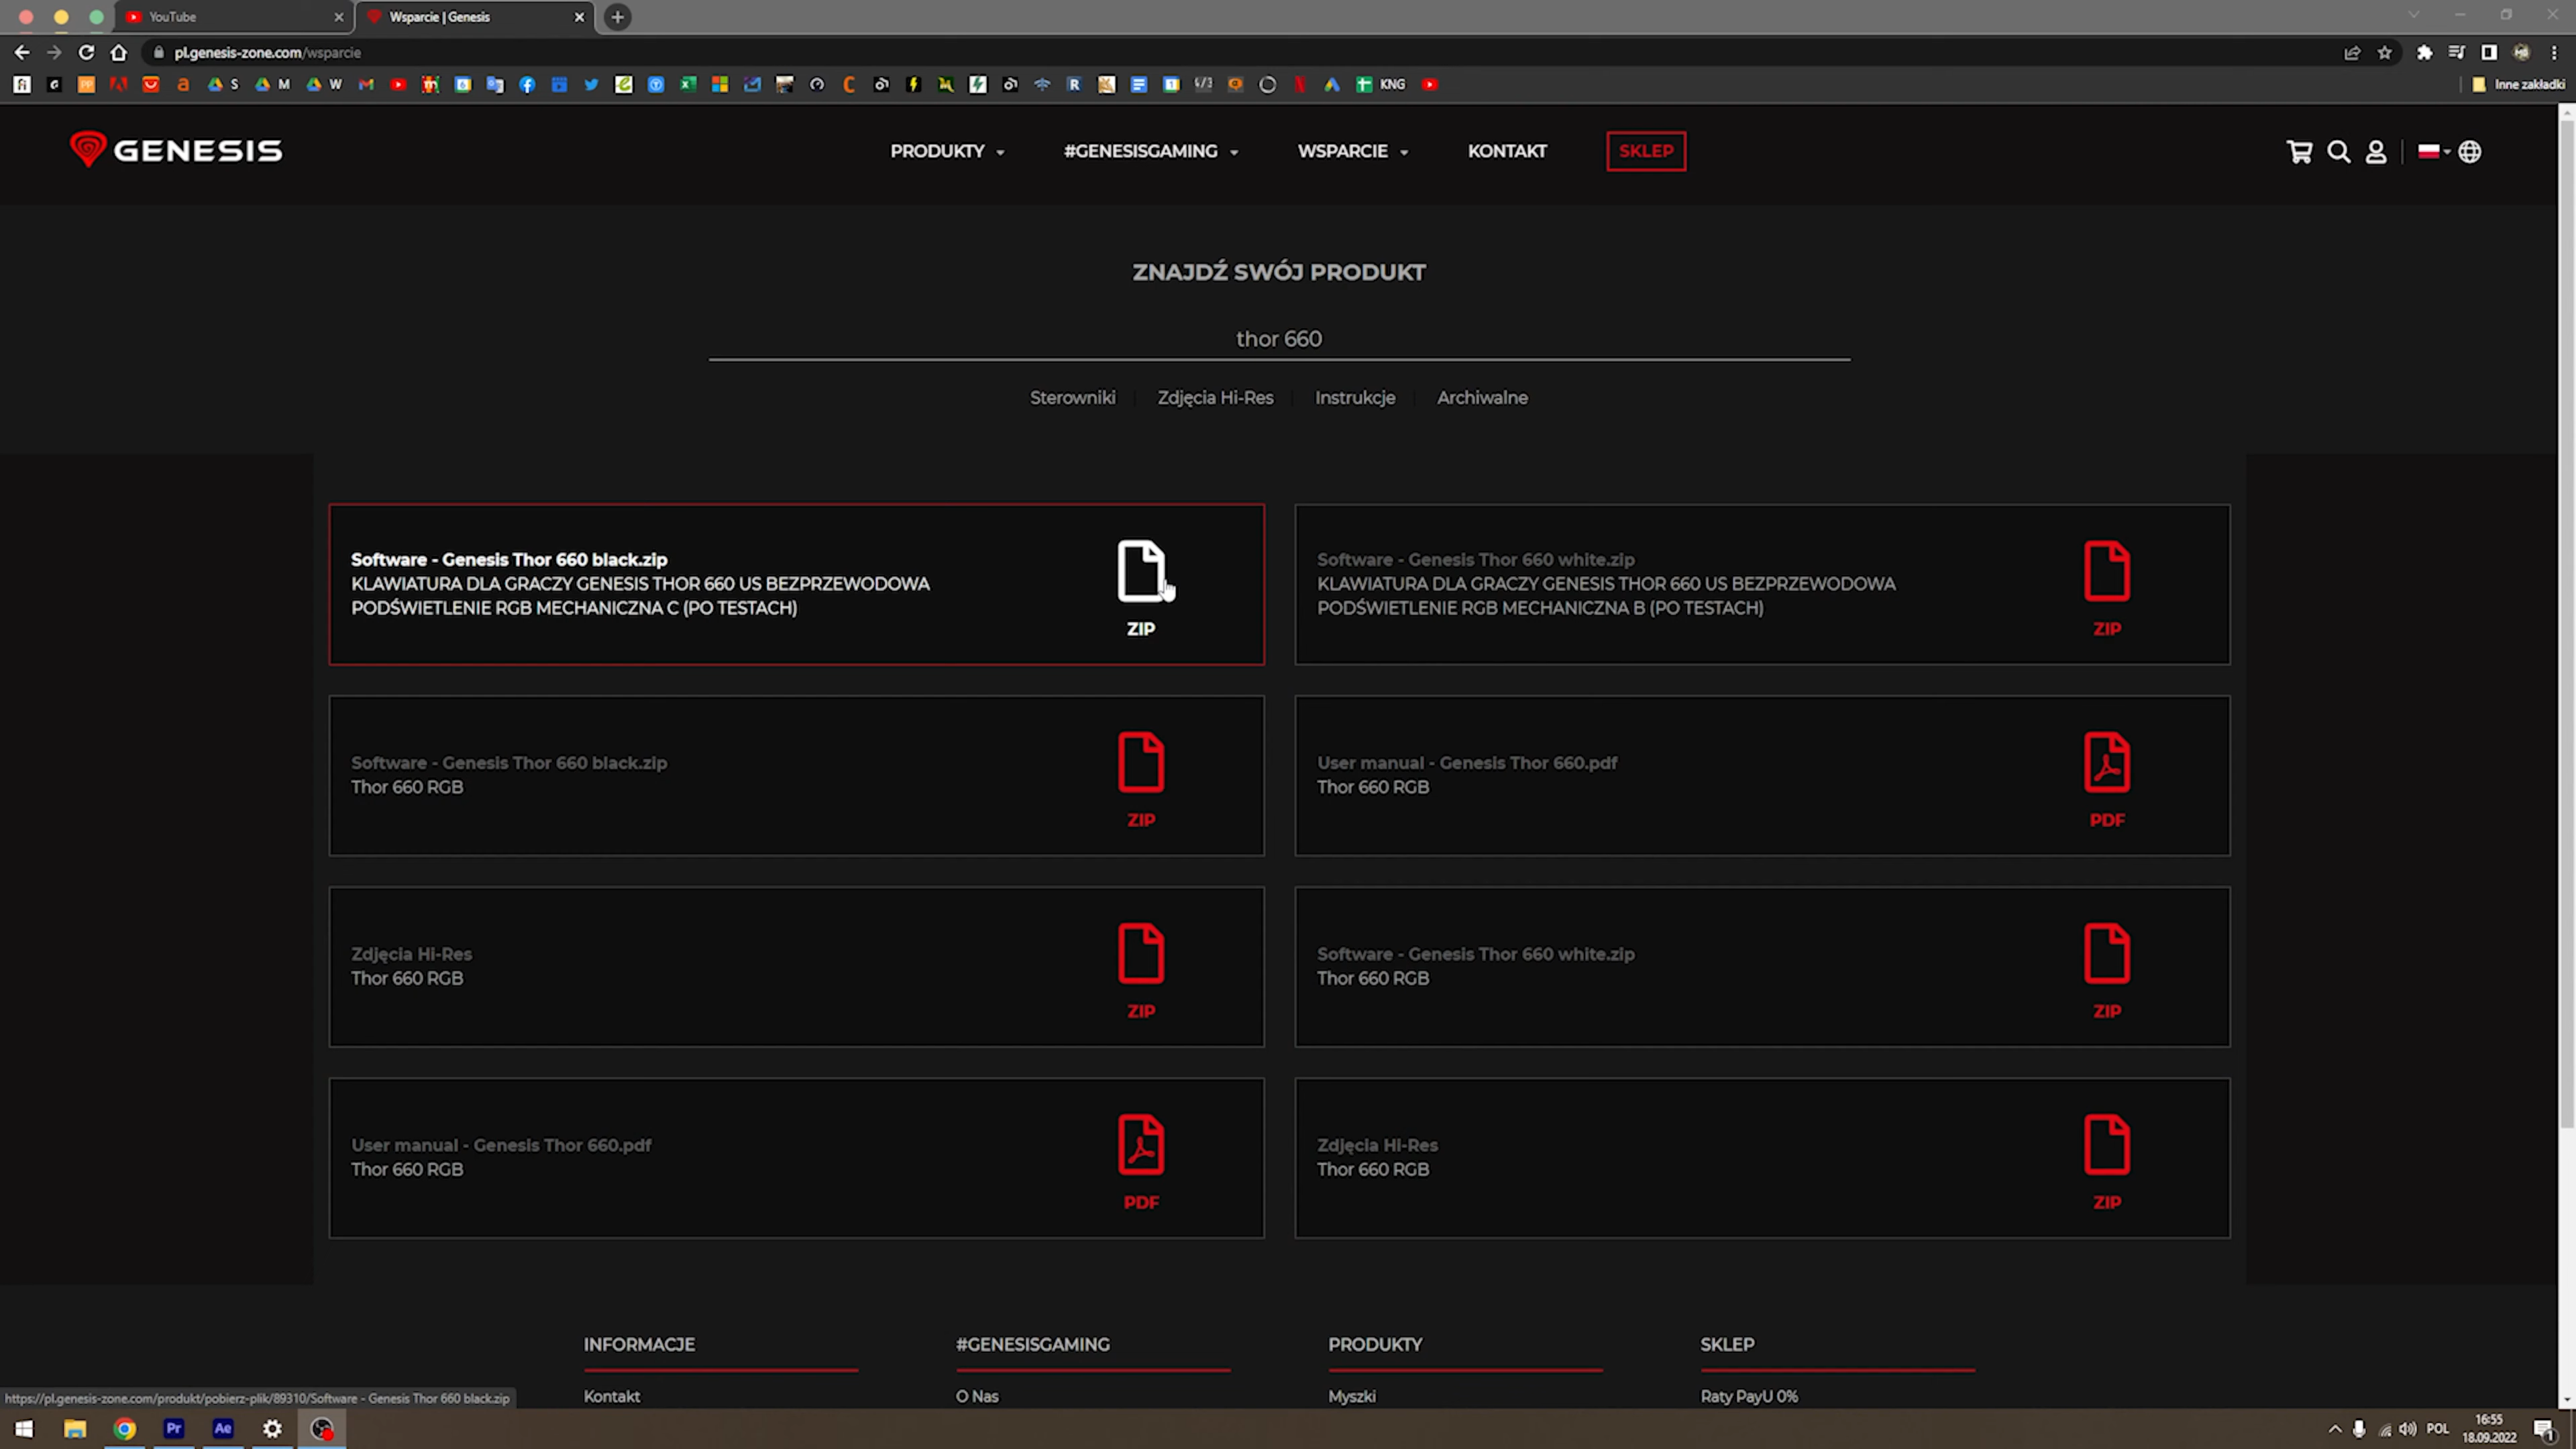 YouTube
Wsparcie | Genesis
pl.genesis-zone.com/wsparcie
S
M
W
KNG
Inne zakładki
GENESIS
PRODUKTY
#GENESISGAMING
WSPARCIE
KONTAKT
SKLEP
ZNAJDŹ SWÓJ PRODUKT
thor 660
Sterowniki
Zdjęcia Hi-Res
Instrukcje
Archiwalne
Software - Genesis Thor 660 black.zip
KLAWIATURA DLA GRACZY GENESIS THOR 660 US BEZPRZEWODOWA
PODŚWIETLENIE RGB MECHANICZNA C (PO TESTACH)
ZIP
Software - Genesis Thor 660 white.zip
KLAWIATURA DLA GRACZY GENESIS THOR 660 US BEZPRZEWODOWA
PODŚWIETLENIE RGB MECHANICZNA B (PO TESTACH)
ZIP
Software - Genesis Thor 660 black.zip
Thor 660 RGB
ZIP
User manual - Genesis Thor 660.pdf
Thor 660 RGB
PDF
Zdjęcia Hi-Res
Thor 660 RGB
ZIP
Software - Genesis Thor 660 white.zip
Thor 660 RGB
ZIP
User manual - Genesis Thor 660.pdf
Thor 660 RGB
PDF
Zdjęcia Hi-Res
Thor 660 RGB
ZIP
INFORMACJE
#GENESISGAMING
PRODUKTY
SKLEP
Kontakt
O Nas
Myszki
Raty PayU 0%
https://pl.genesis-zone.com/produkt/pobierz-plik/89310/Software - Genesis Thor 660 black.zip
Pr
Ae
POL
16:55
18.09.2022
1